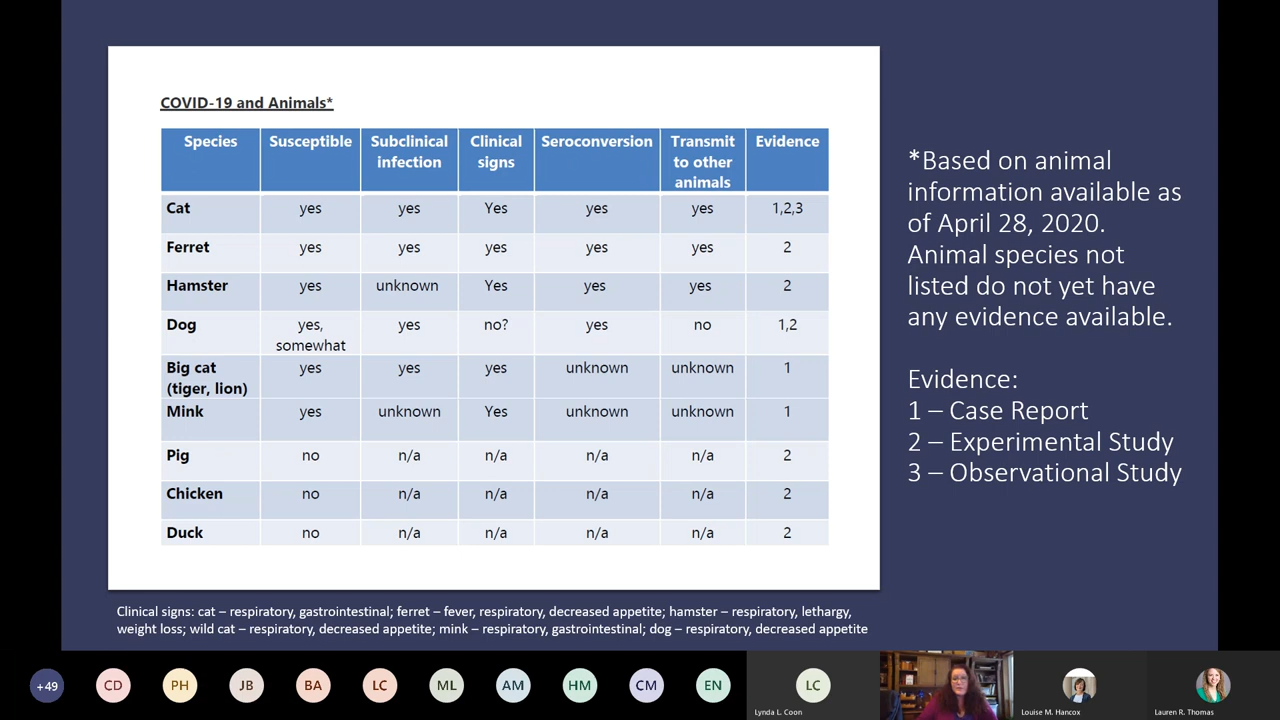 COVID-19 and Animals*
Species Susceptible Subclinical infection Clinical signs Seroconversion Transmit to other animals Evidence
Cat yes yes Yes yes yes 1,2,3
Ferret yes yes yes yes yes 2
Hamster yes unknown Yes yes yes 2
Dog yes, somewhat yes no? yes no 1,2
Big cat (tiger, lion) yes yes yes unknown unknown 1
Mink yes unknown Yes unknown unknown 1
Pig no n/a n/a n/a n/a 2
Chicken no n/a n/a n/a n/a 2
Duck no n/a n/a n/a n/a 2
*Based on animal
information available as
of April 28, 2020.
Animal species not
listed do not yet have
any evidence available.
Evidence:
1 – Case Report
2 – Experimental Study
3 – Observational Study
Clinical signs: cat – respiratory, gastrointestinal; ferret – fever, respiratory, decreased appetite; hamster – respiratory, lethargy,
weight loss; wild cat – respiratory, decreased appetite; mink – respiratory, gastrointestinal; dog – respiratory, decreased appetite
+49 CD PH JB BA LC ML AM HM CM EN LC
Lynda L. Coon Louise M. Hancox Lauren R. Thomas